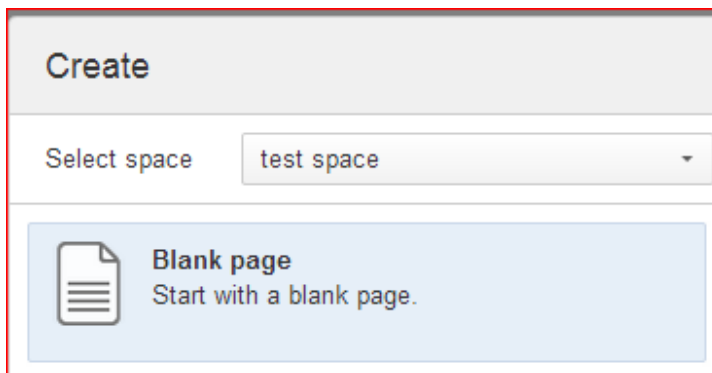 Create
Select space test space
Blank page
Start with a blank page.